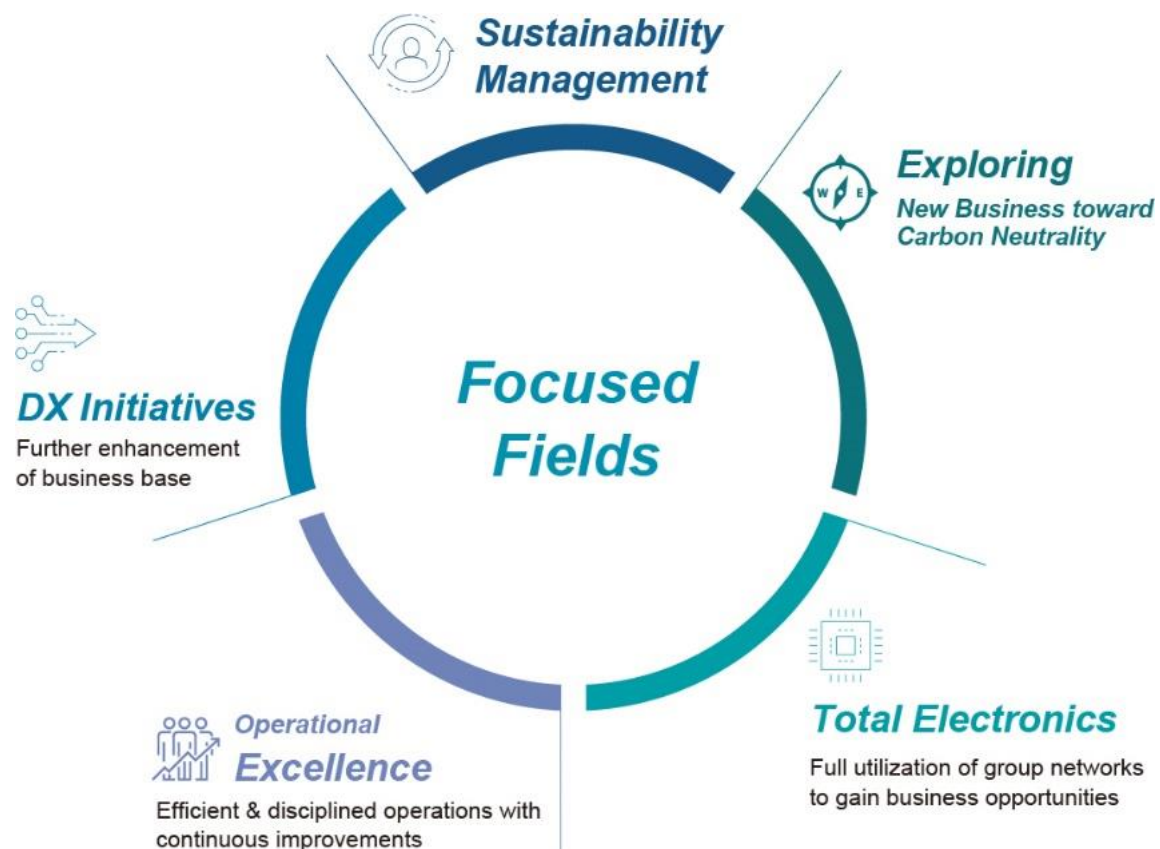 Sustainability
Management
Exploring
New Business toward
Carbon Neutrality
W E
DX Initiatives
Further enhancement
of business base
Focused
Fields
Total Electronics
Full utilization of group networks
to gain business opportunities
Operational
Excellence
Efficient & disciplined operations with
continuous improvements